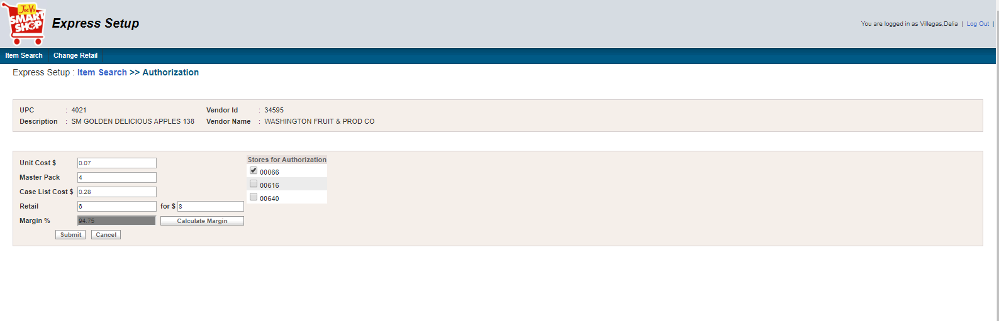 JoeV's
SMART
SHOP
Express Setup
You are logged in as Villegas,Delia | Log Out |
Item Search Change Retail
Express Setup : Item Search >> Authorization
UPC : 4021 Vendor Id : 34595
Description : SM GOLDEN DELICIOUS APPLES 138 Vendor Name : WASHINGTON FRUIT & PROD CO
Stores for Authorization
Unit Cost $ 0.07
00066
Master Pack 4
00616
Case List Cost $ 0.28
00640
Retail 6 for $ 8
Margin % 94.75 Calculate Margin
Submit Cancel